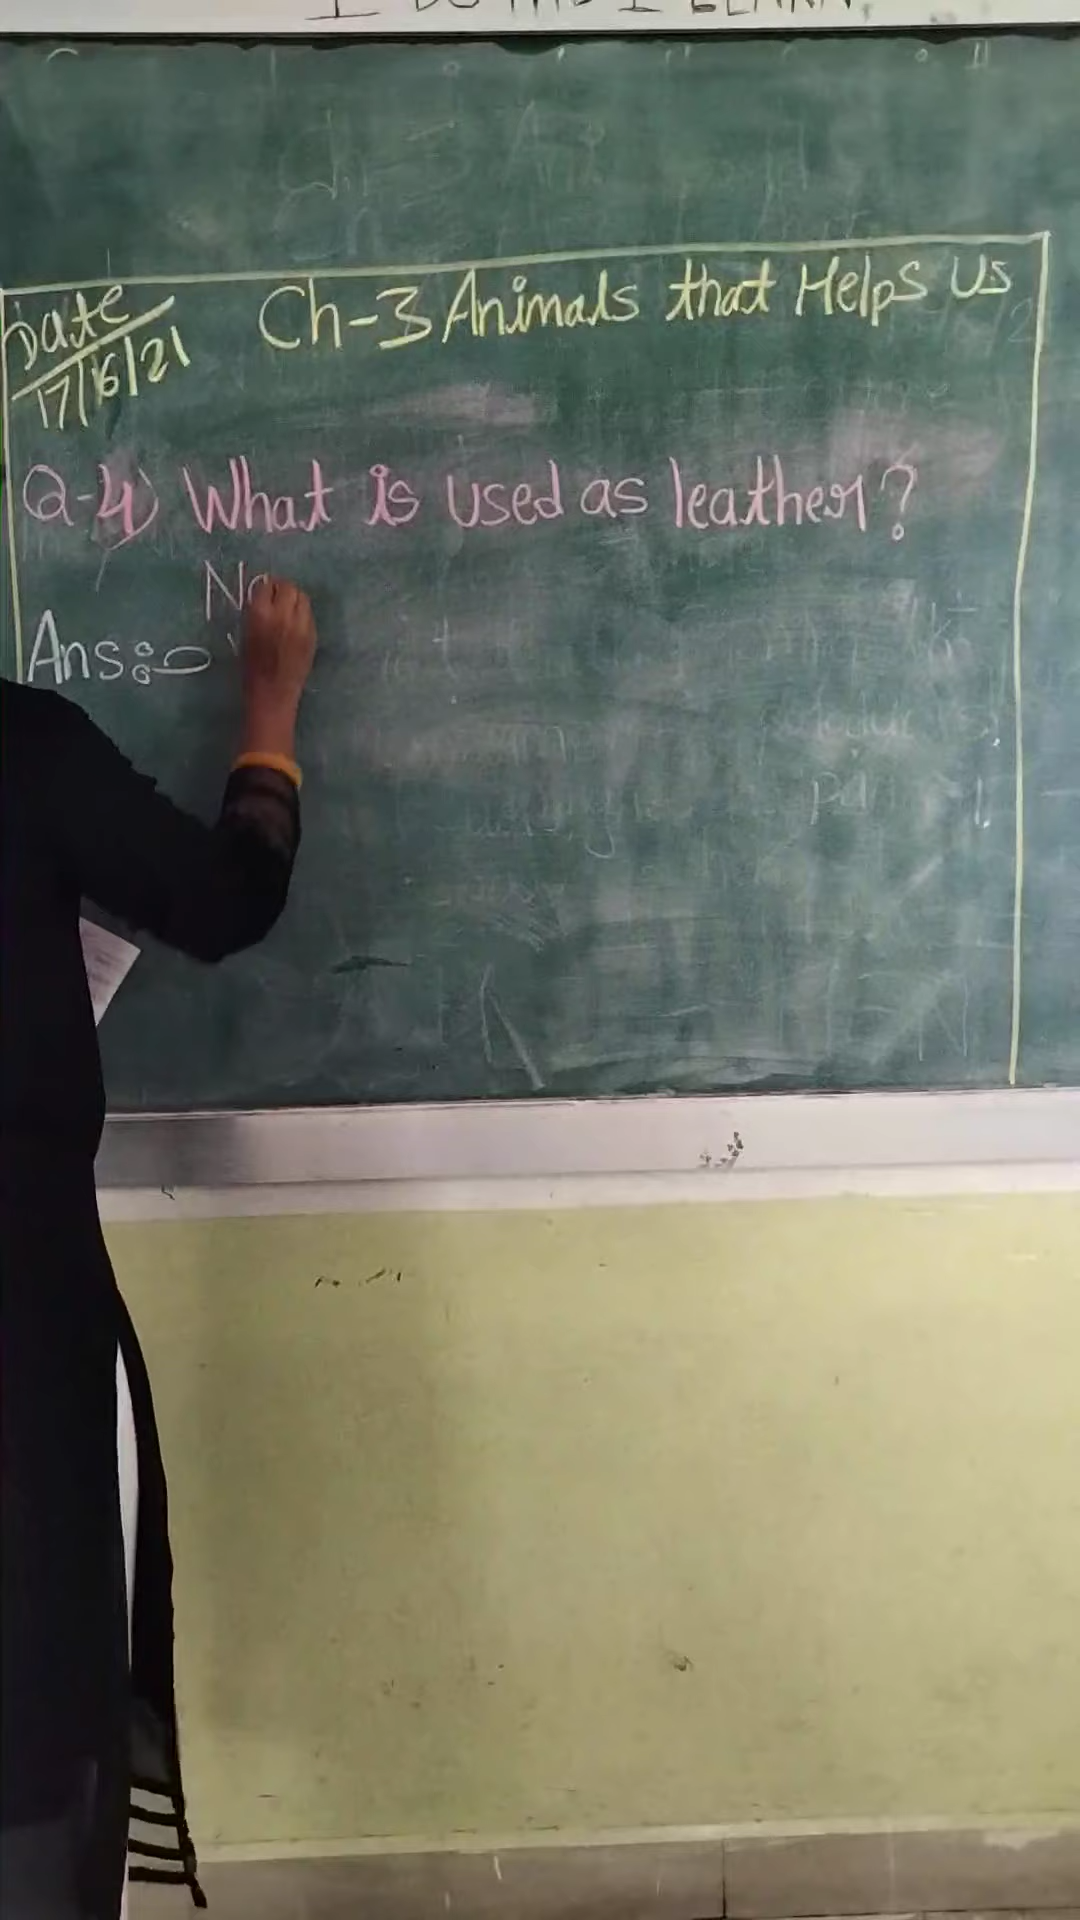 Date
17/6/21
Ch-3 Animals that Helps Us
Q-4) What is used as leather?
Ans:-